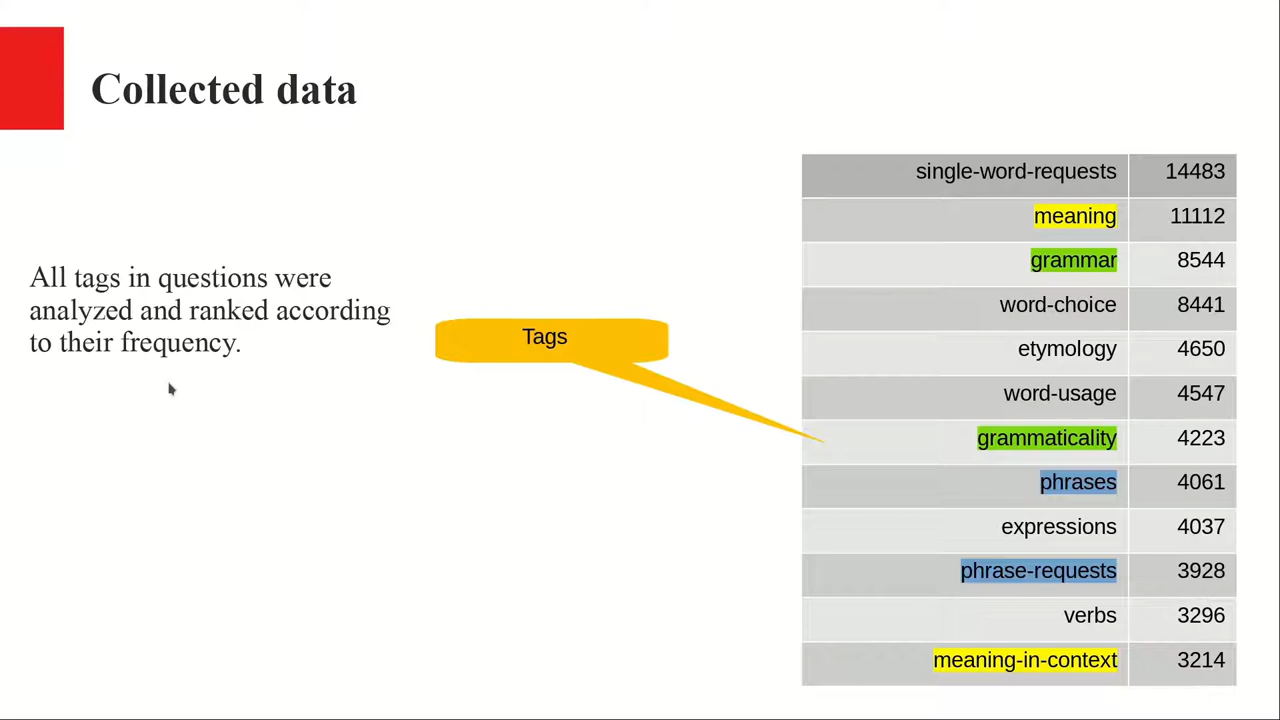 Collected data
All tags in questions were
analyzed and ranked according
to their frequency.
Tags
single-word-requests 14483
meaning 11112
grammar 8544
word-choice 8441
etymology 4650
word-usage 4547
grammaticality 4223
phrases 4061
expressions 4037
phrase-requests 3928
verbs 3296
meaning-in-context 3214